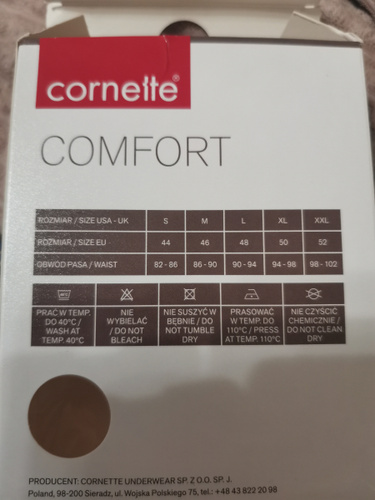 cornette®
COMFORT
ROZMIAR / SIZE USA - UK S M L XL XXL
ROZMIAR / SIZE EU 44 46 48 50 52
OBWÓD PASA / WAIST 82 - 86 86 - 90 90 - 94 94 - 98 98 - 102
PRAĆ W TEMP.
DO 40°C /
WASH AT
TEMP. 40°C
NIE
WYBIELAĆ
/ DO NOT
BLEACH
NIE SUSZYĆ W
BĘBNIE / DO
NOT TUMBLE
DRY
PRASOWAĆ
W TEMP. DO
110°C / PRESS
AT TEMP. 110°C
NIE CZYŚCIĆ
CHEMICZNIE /
DO NOT CLEAN
DRY
PRODUCENT: CORNETTE UNDERWEAR SP. Z O.O. SP. J.
Poland, 98-200 Sieradz, ul. Wojska Polskiego 75, tel.: +48 43 822 20 98